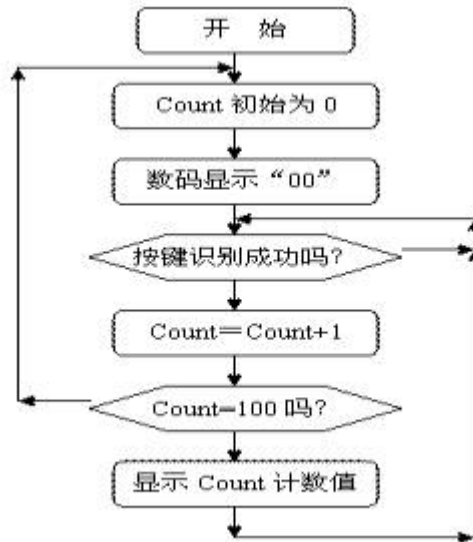 开 始
Count 初始为 0
数码显示 “00”
按键识别成功吗?
Count=Count+1
Count=100 吗?
显示 Count 计数值